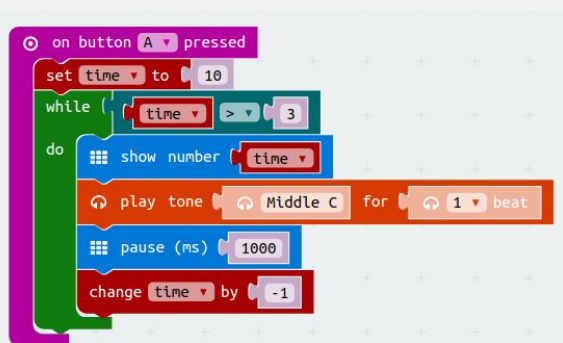 on button A pressed
set time to 10
while time > 3
do show number time
play tone Middle C for 1 beat
pause (ms) 1000
change time by -1